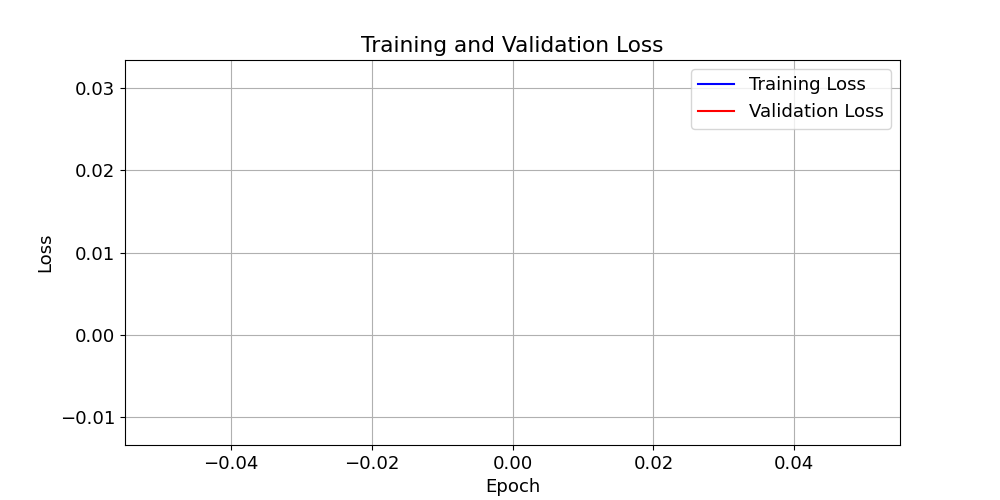 Training and Validation Loss
Training Loss
Validation Loss
0.03
0.02
0.01
0.00
−0.01
Loss
−0.04
−0.02
0.00
0.02
0.04
Epoch